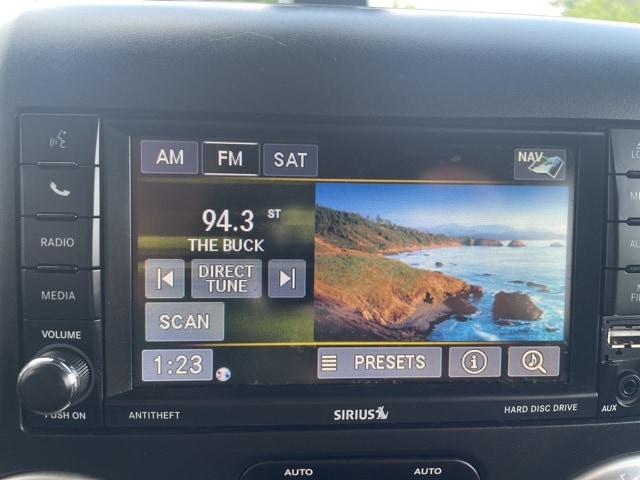 AM FM SAT NAV
94.3 ST
THE BUCK
DIRECT
TUNE
SCAN
1:23 PRESETS
RADIO
MEDIA
VOLUME
PUSH ON
ANTITHEFT
SIRIUS
HARD DISC DRIVE
AUX
AUTO AUTO